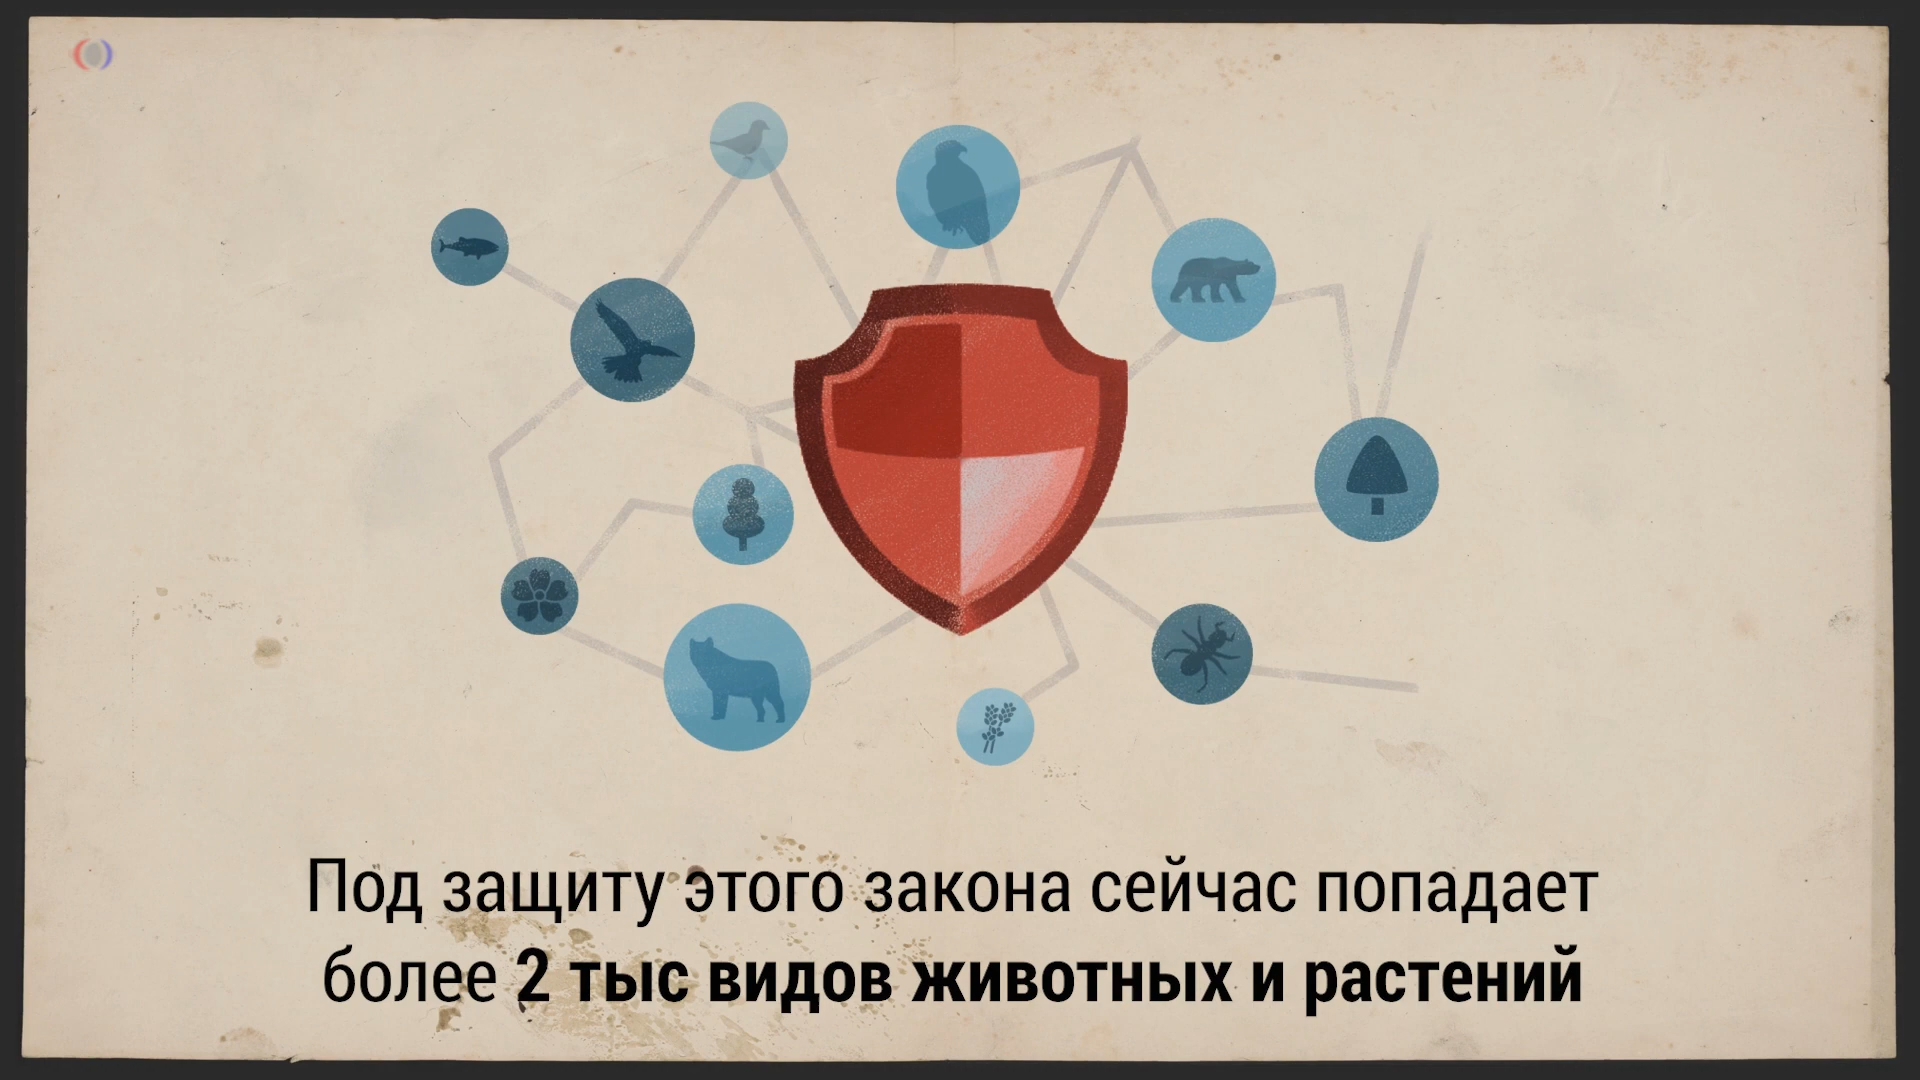 Под защиту этого закона сейчас попадает
более 2 тыс видов животных и растений